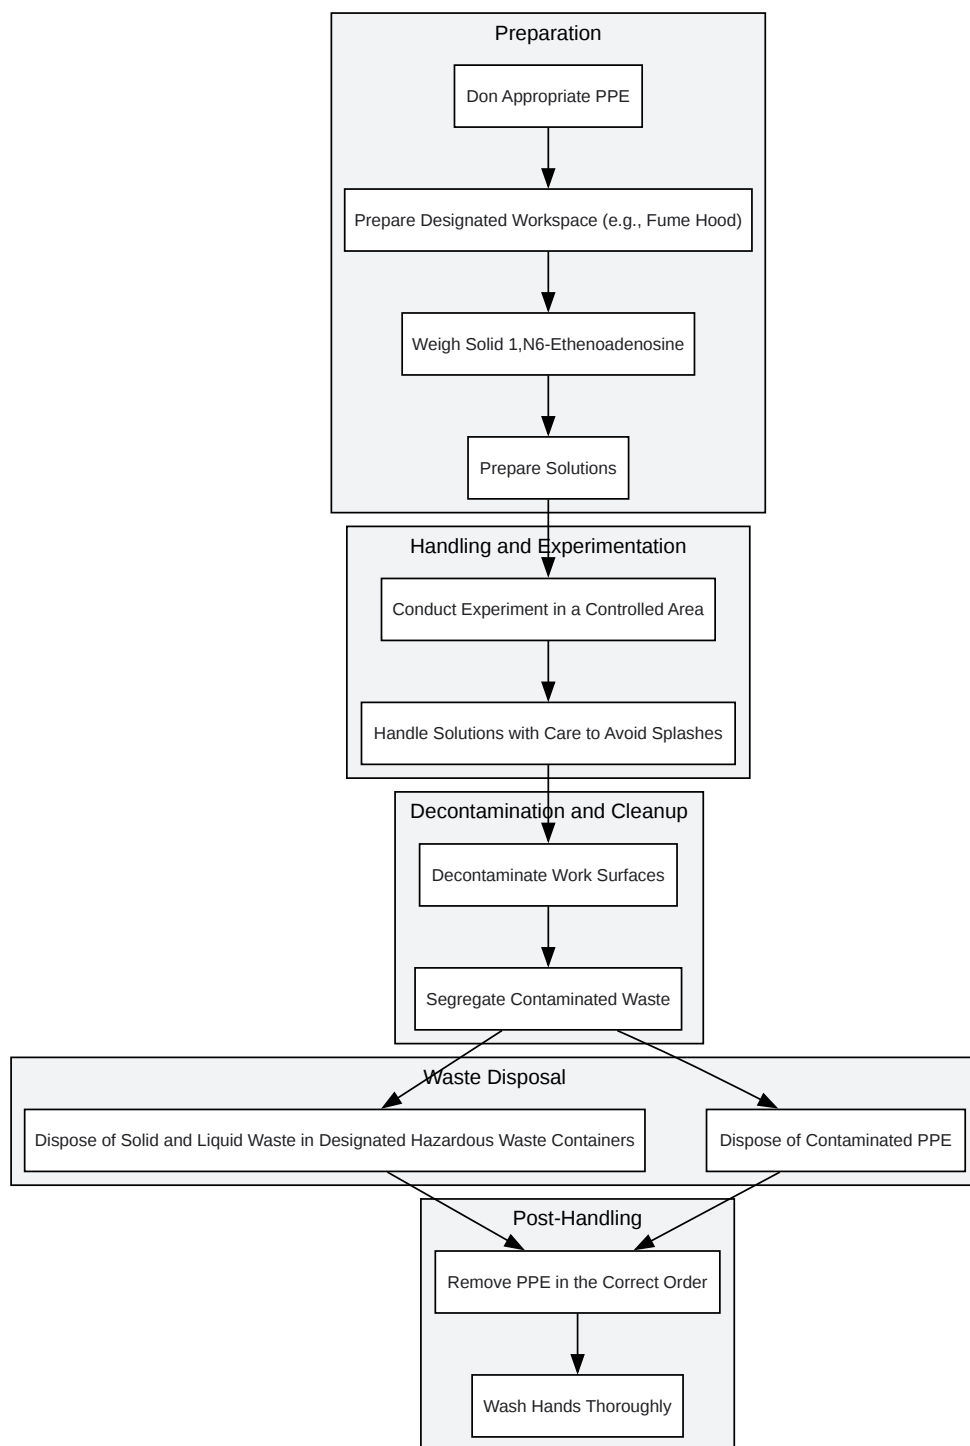 Preparation
Don Appropriate PPE
Prepare Designated Workspace (e.g., Fume Hood)
Weigh Solid 1,N6-Ethenoadenosine
Prepare Solutions
Handling and Experimentation
Conduct Experiment in a Controlled Area
Handle Solutions with Care to Avoid Splashes
Decontamination and Cleanup
Decontaminate Work Surfaces
Segregate Contaminated Waste
Waste Disposal
Dispose of Solid and Liquid Waste in Designated Hazardous Waste Containers
Dispose of Contaminated PPE
Post-Handling
Remove PPE in the Correct Order
Wash Hands Thoroughly